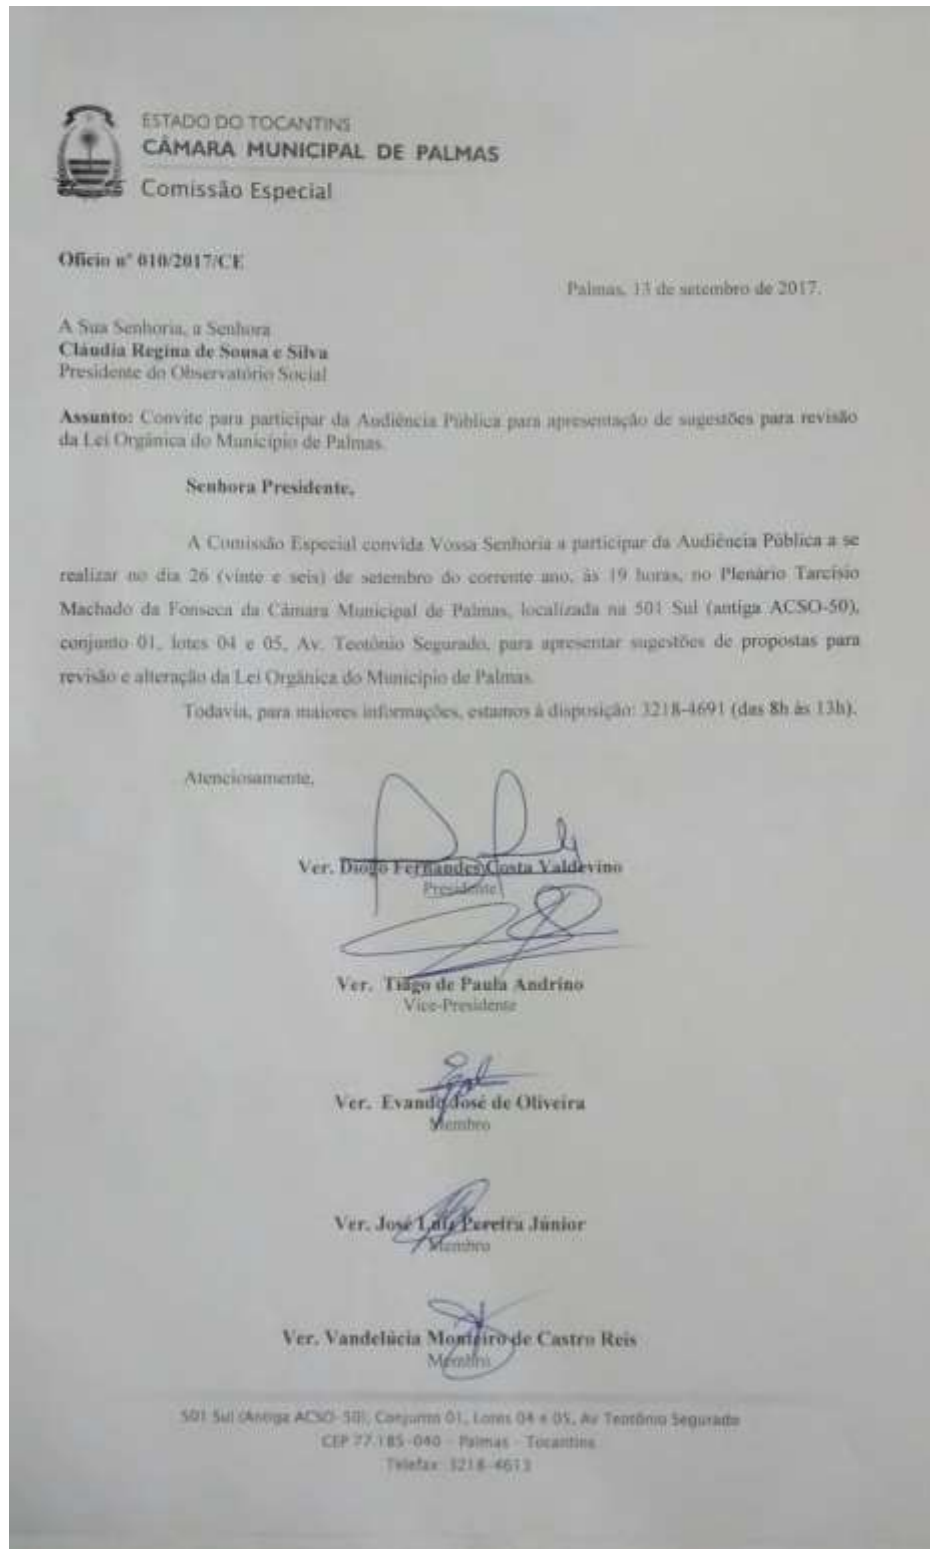 ESTADO DO TOCANTINS
CÂMARA MUNICIPAL DE PALMAS
Comissão Especial
Ofício nº 010/2017/CE
Palmas, 13 de setembro de 2017.
A Sua Senhoria, a Senhora
Cláudia Regina de Sousa e Silva
Presidente do Observatório Social
Assunto: Convite para participar da Audiência Pública para apresentação de sugestões para revisão
da Lei Orgânica do Município de Palmas.
Senhora Presidente,
A Comissão Especial convida Vossa Senhoria a participar da Audiência Pública a se
realizar no dia 26 (vinte e seis) de setembro do corrente ano, às 19 horas, no Plenário Tarcísio
Machado da Fonseca da Câmara Municipal de Palmas, localizada na 501 Sul (antiga ACSO-50),
conjunto 01, lotes 04 e 05, Av. Teotônio Segurado, para apresentar sugestões de propostas para
revisão e alteração da Lei Orgânica do Município de Palmas.
Todavia, para maiores informações, estamos à disposição: 3218-4691 (das 8h às 13h).
Atenciosamente,
Ver. Diogo Fernandes Costa Valdevino
Presidente
Ver. Tiago de Paula Andrino
Vice-Presidente
Ver. Evando José de Oliveira
Membro
Ver. José Luiz Pereira Júnior
Membro
Ver. Vandelúcia Monteiro de Castro Reis
Membro
501 Sul (Antiga ACSO-50), Conjunto 01, Lotes 04 e 05, Av Teotônio Segurado
CEP 77.185-040 - Palmas - Tocantins
Telefax: 3218-4613